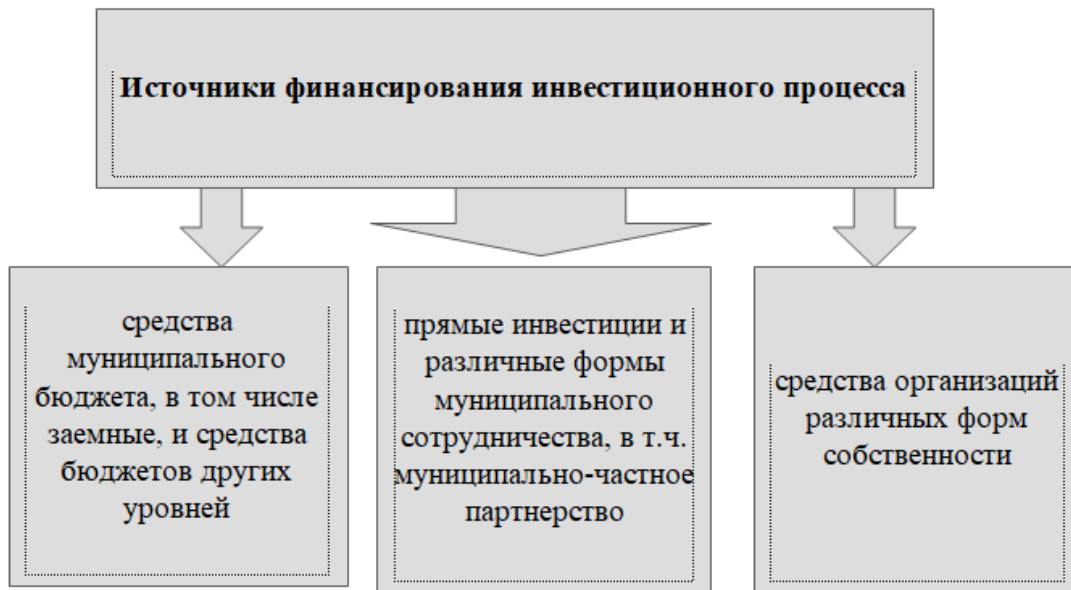 Источники финансирования инвестиционного процесса
средства
муниципального
бюджета, в том числе
заемные, и средства
бюджетов других
уровней
прямые инвестиции и
различные формы
муниципального
сотрудничества, в т.ч.
муниципально-частное
партнерство
средства организаций
различных форм
собственности